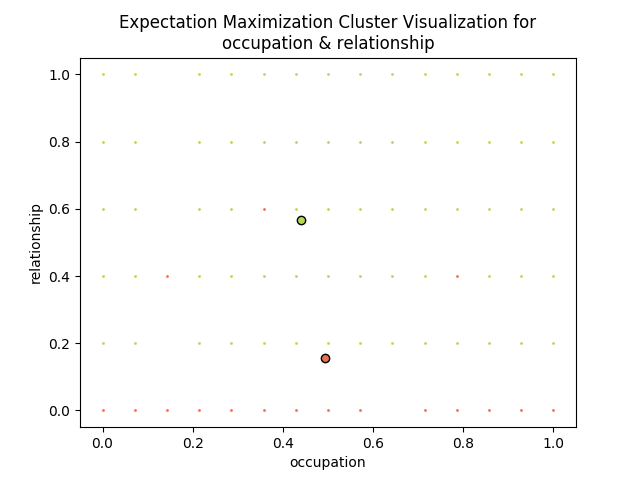 Expectation Maximization Cluster Visualization for
occupation & relationship
1.0
0.8
0.6
0.4
0.2
0.0
relationship
0.0 0.2 0.4 0.6 0.8 1.0
occupation